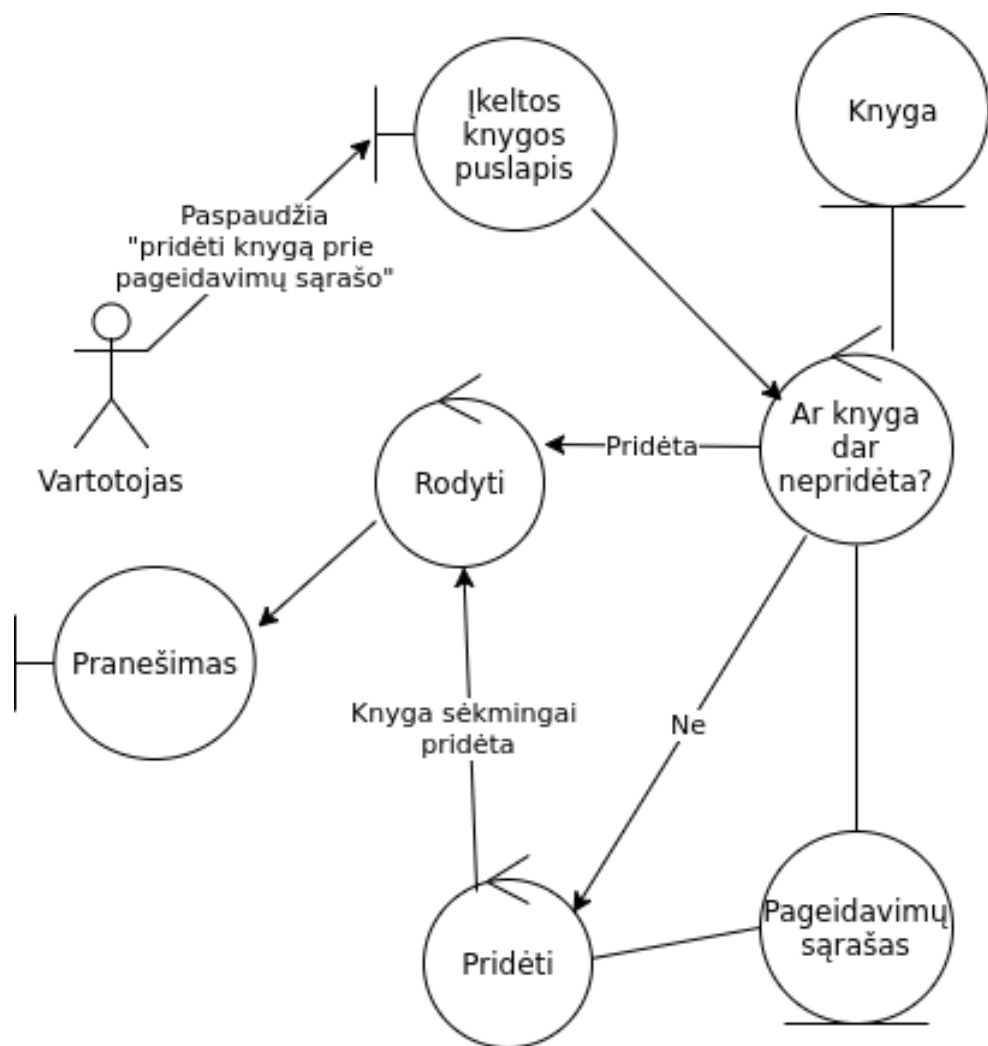 Įkeltos
knygos
puslapis
Knyga
Paspaudžia
"pridėti knygą prie
pageidavimų sąrašo"
Vartotojas
Ar knyga
dar
nepridėta?
Pridėta
Rodyti
Pranešimas
Knyga sėkmingai
pridėta
Ne
Pridėti
Pageidavimų
sąrašas